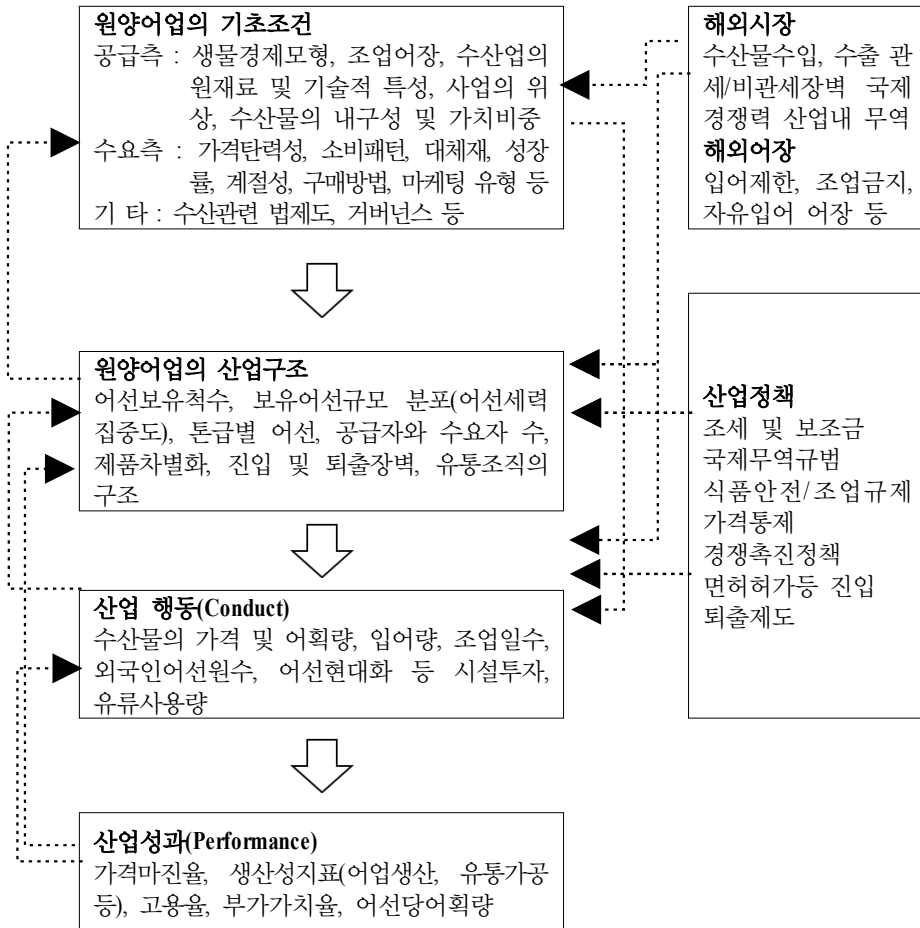 원양어업의 기초조건
공급측 : 생물경제모형, 조업어장, 수산업의
원재료 및 기술적 특성, 사업의 위
상, 수산물의 내구성 및 가치비중
수요측 : 가격탄력성, 소비패턴, 대체재, 성장
률, 계절성, 구매방법, 마케팅 유형 등
기 타 : 수산관련 법제도, 거버넌스 등
해외시장
수산물수입, 수출 관
세/비관세장벽 국제
경쟁력 산업내 무역
해외어장
입어제한, 조업금지,
자유입어 어장 등
원양어업의 산업구조
어선보유척수, 보유어선규모 분포(어선세력
집중도), 톤급별 어선, 공급자와 수요자 수,
제품차별화, 진입 및 퇴출장벽, 유통조직의
구조
산업정책
조세 및 보조금
국제무역규범
식품안전/조업규제
가격통제
경쟁촉진정책
면허허가등 진입
퇴출제도
산업 행동(Conduct)
수산물의 가격 및 어획량, 입어량, 조업일수,
외국인어선원수, 어선현대화 등 시설투자,
유류사용량
산업성과(Performance)
가격마진율, 생산성지표(어업생산, 유통가공
등), 고용율, 부가가치율, 어선당어획량